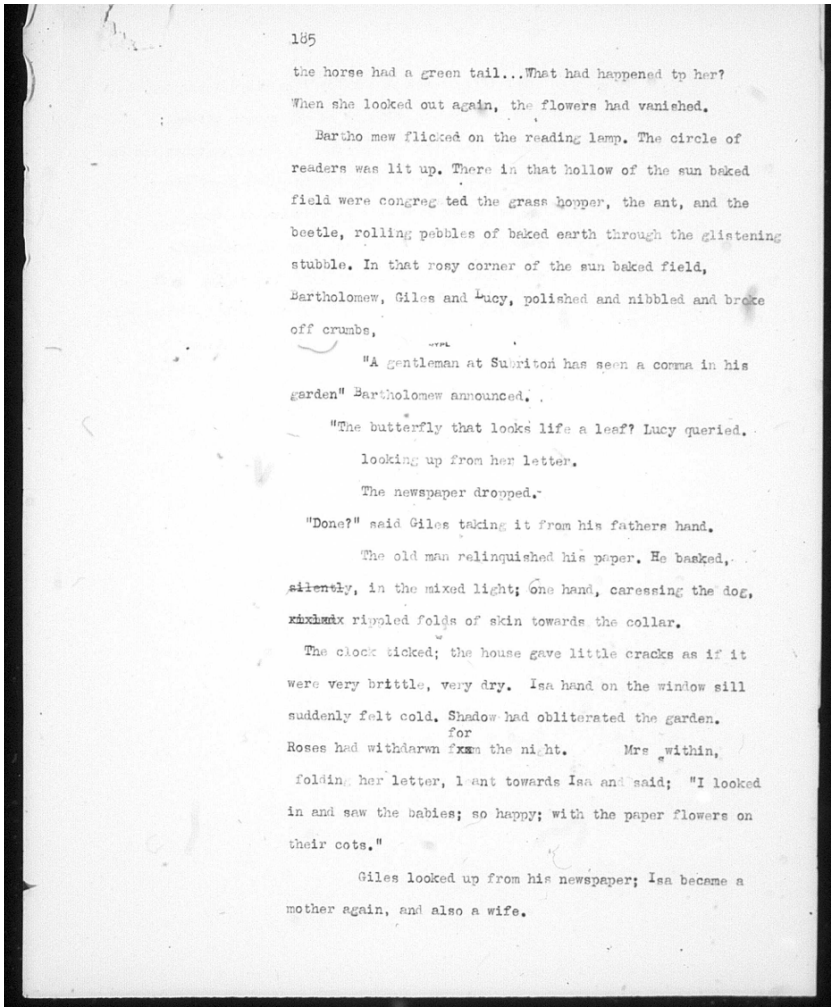 185
the horse had a green tail...What had happened tp her?
When she looked out again, the flowers had vanished.
Bartho mew flicked on the reading lamp. The circle of
readers was lit up. There in that hollow of the sun baked
field were congreg ted the grass hopper, the ant, and the
beetle, rolling pebbles of baked earth through the glistening
stubble. In that rosy corner of the sun baked field,
Bartholomew, Giles and Lucy, polished and nibbled and broke
off crumbs,
"A gentleman at Subriton has seen a comma in his
garden" Bartholomew announced.
"The butterfly that looks life a leaf? Lucy queried.
looking up from her letter.
The newspaper dropped.
"Done?" said Giles taking it from his fathers hand.
The old man relinquished his paper. He basked,
silently, in the mixed light; one hand, caressing the dog,
rippled folds of skin towards the collar.
The clock ticked; the house gave little cracks as if it
were very brittle, very dry. Isa hand on the window sill
suddenly felt cold. Shadow had obliterated the garden.
for
Roses had withdarwn fxxm the night. Mrs within,
foldin her letter, l ant towards Isa and said; "I looked
in and saw the babies; so happy; with the paper flowers on
their cots."
Giles looked up from his newspaper; Isa became a
mother again, and also a wife.